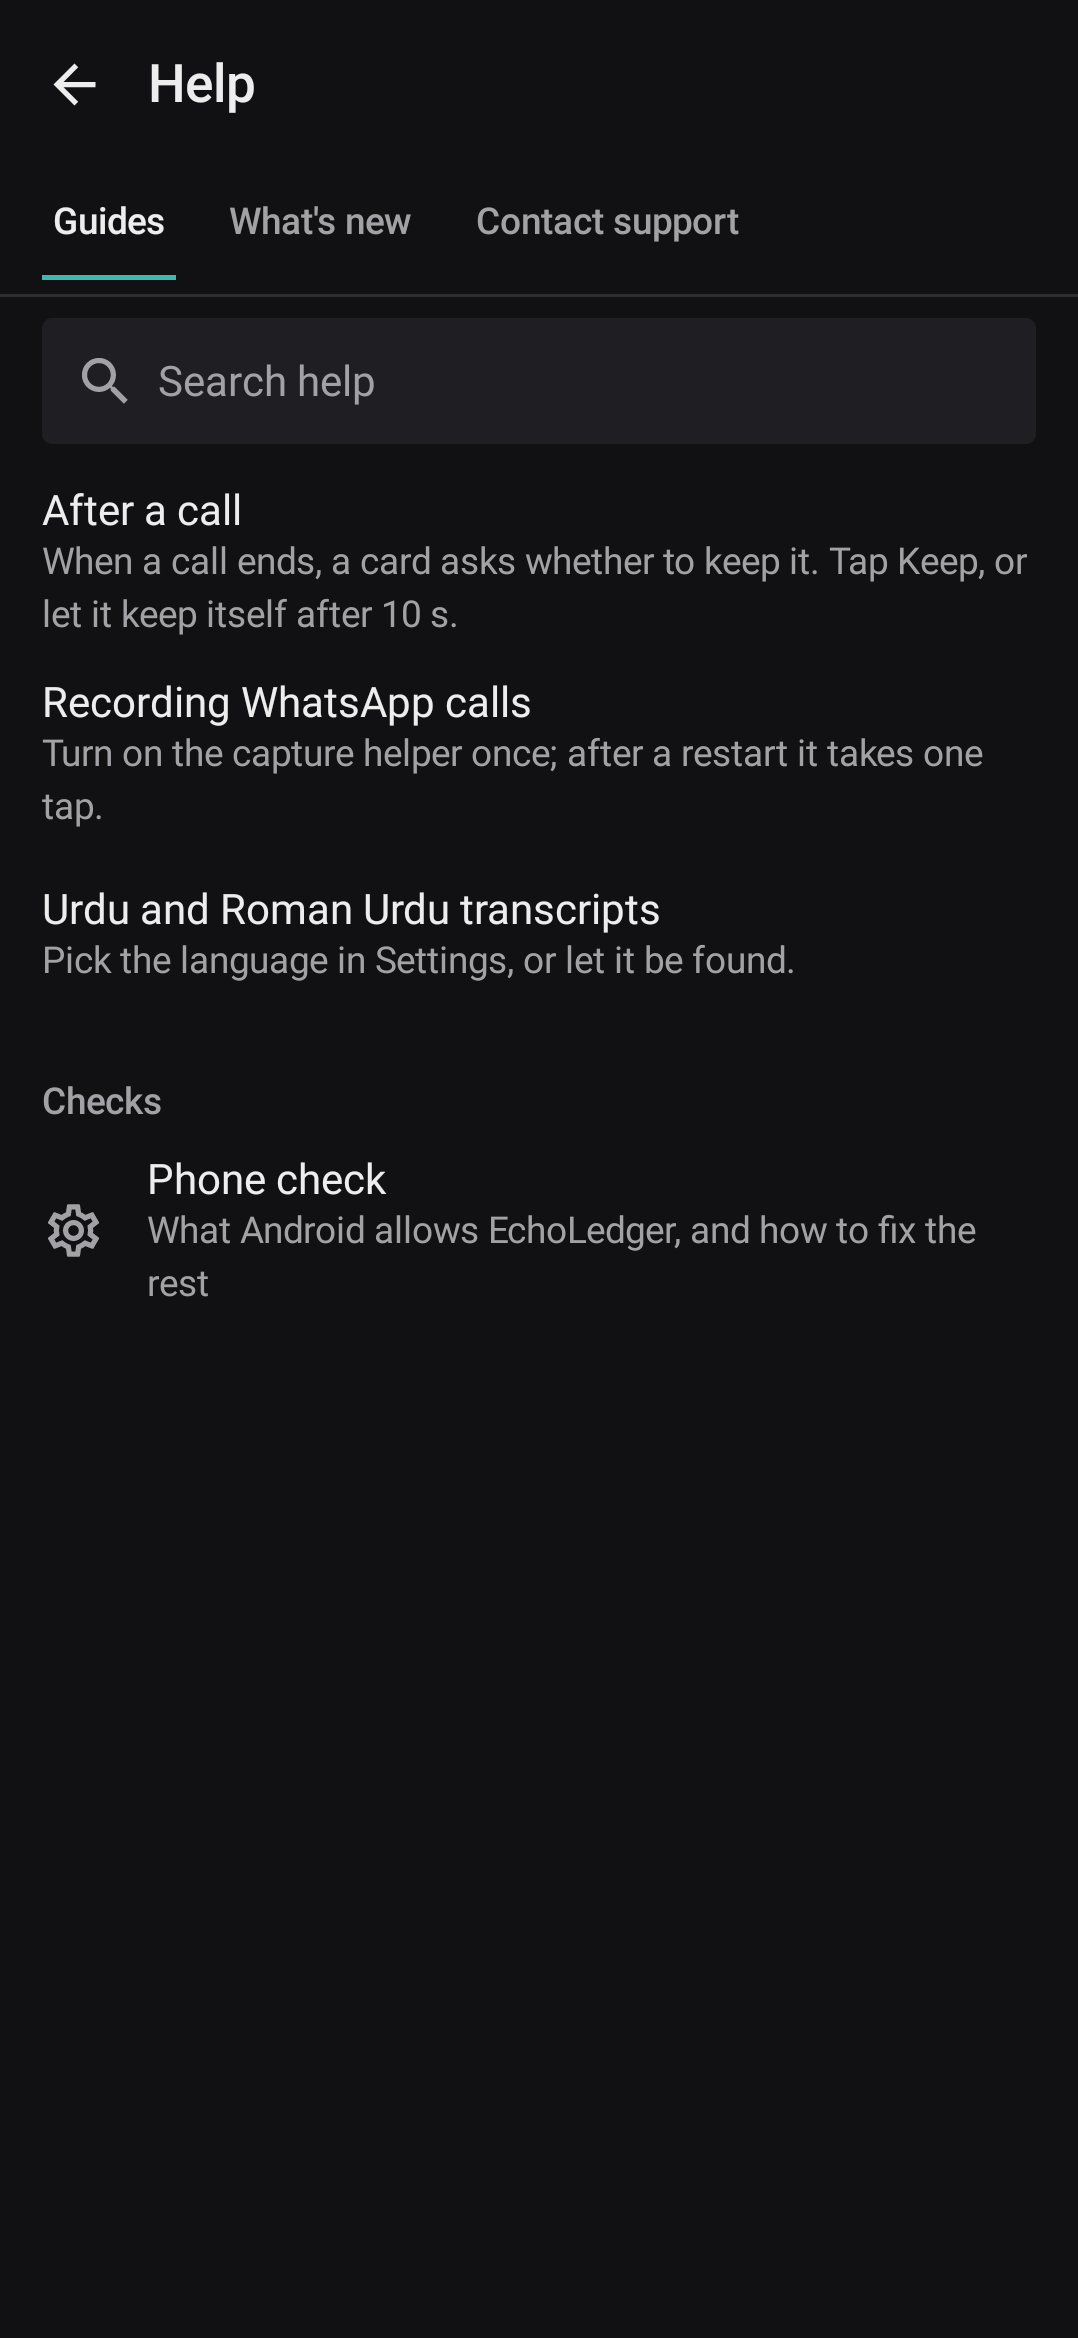 Help
Guides
What's new
Contact support
Search help
After a call
When a call ends, a card asks whether to keep it. Tap Keep, or
let it keep itself after 10 s.
Recording WhatsApp calls
Turn on the capture helper once; after a restart it takes one
tap.
Urdu and Roman Urdu transcripts
Pick the language in Settings, or let it be found.
Checks
Phone check
What Android allows EchoLedger, and how to fix the
rest